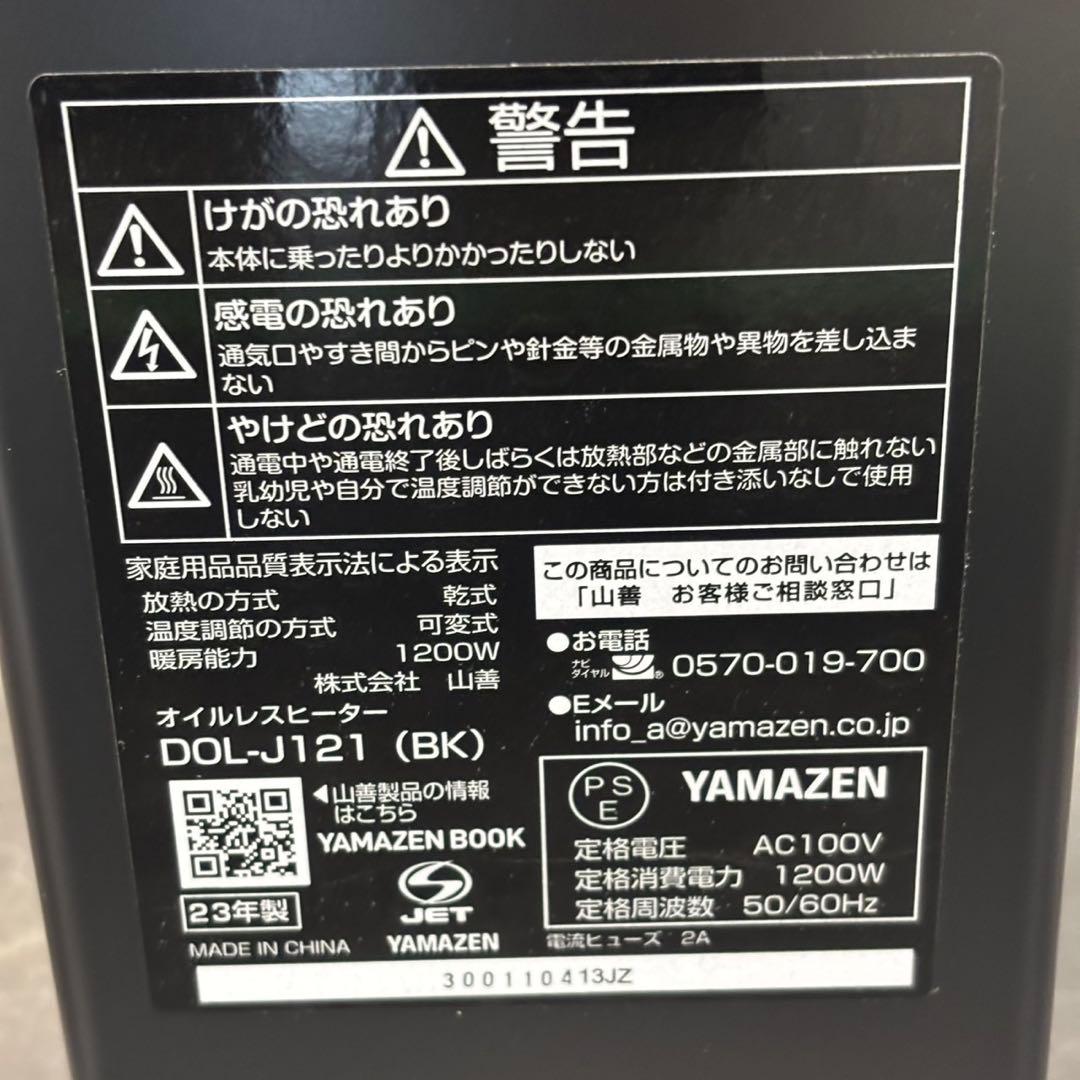 警告
けがの恐れあり
本体に乗ったりよりかかったりしない
感電の恐れあり
通気口やすき間からピンや針金等の金属物や異物を差し込ま
ない
やけどの恐れあり
通電中や通電終了後しばらくは放熱部などの金属部に触れない
乳幼児や自分で温度調節ができない方は付き添いなしで使用
しない
家庭用品品質表示法による表示
放熱の方式 乾式
温度調節の方式 可変式
暖房能力 1200W
株式会社 山善
オイルレスヒーター
DOL-J121（BK）
◀山善製品の情報
はこちら
YAMAZEN BOOK
23年製
JET
MADE IN CHINA
YAMAZEN
この商品についてのお問い合わせは
「山善 お客様ご相談窓口」
●お電話
ナビ
ダイヤル
® 0570-019-700
●Eメール
info_a@yamazen.co.jp
PS
E
YAMAZEN
定格電圧 AC100V
定格消費電力 1200W
定格周波数 50/60Hz
電流ヒューズ 2A
300110413JZ